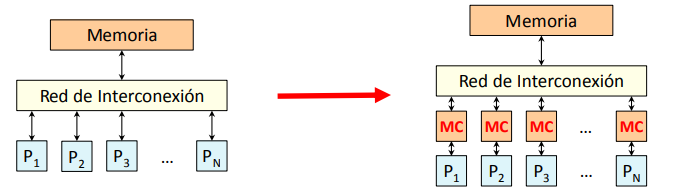 Memoria
Red de Interconexión
P1 P2 P3 ... PN
Memoria
Red de Interconexión
MC MC MC ... MC
P1 P2 P3 ... PN